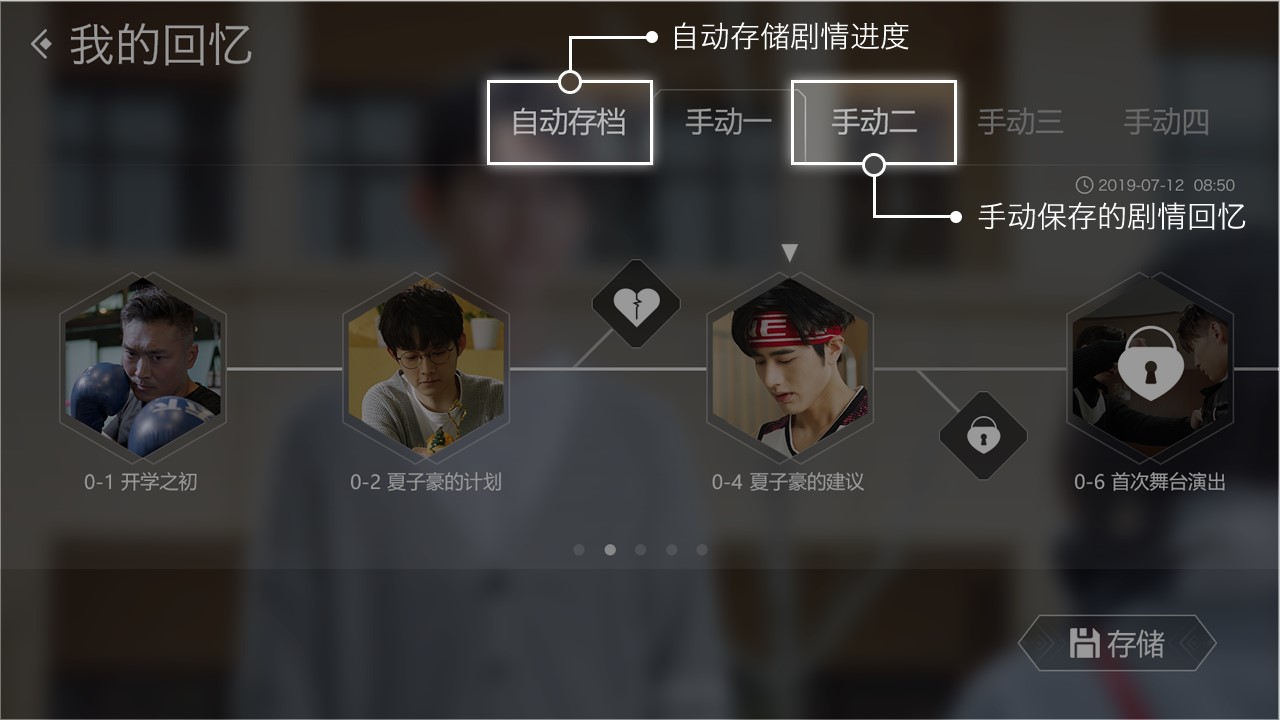 我的回忆
自动存储剧情进度
自动存档
手动一
手动二
手动三
手动四
2019-07-12 08:50
手动保存的剧情回忆
0-1 开学之初
0-2 夏子豪的计划
0-4 夏子豪的建议
0-6 首次舞台演出
存储